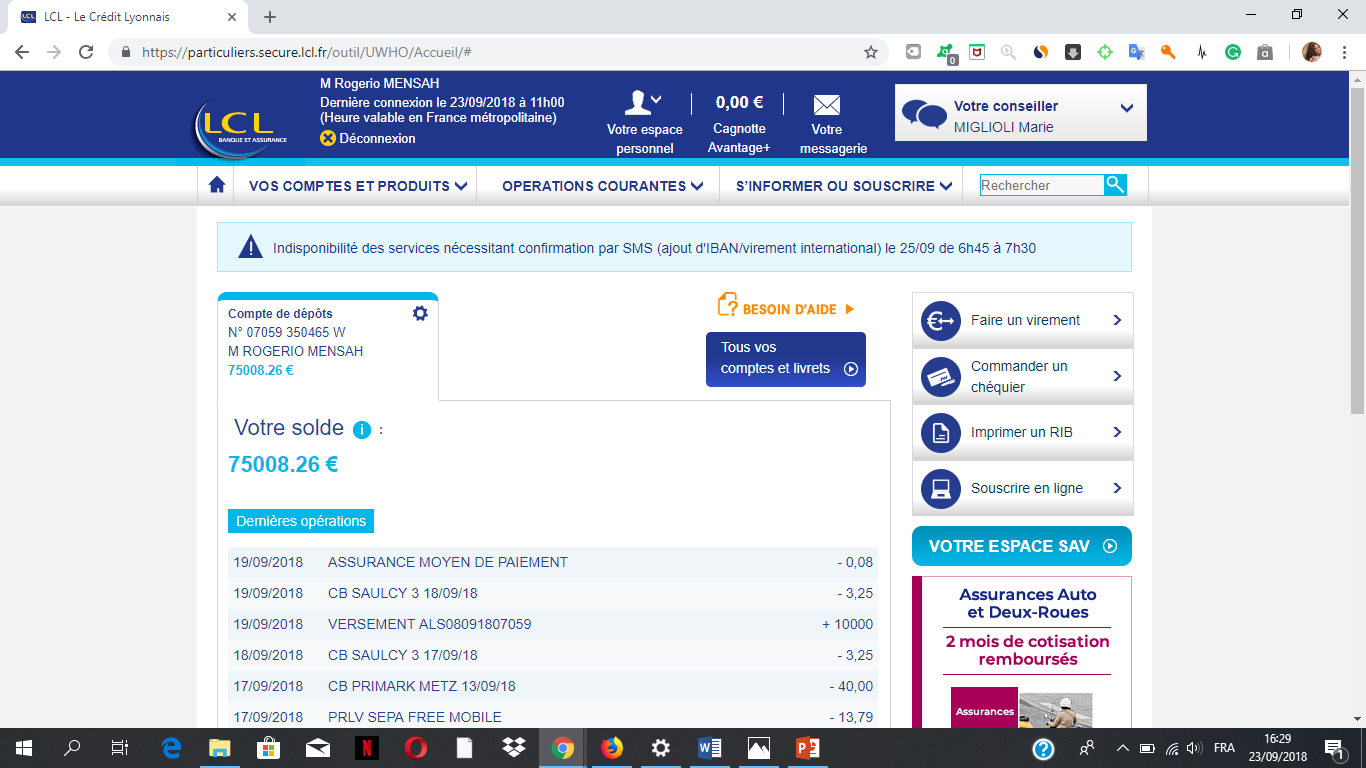 LCL - Le Crédit Lyonnais
https://particuliers.secure.lcl.fr/outil/UWHO/Accueil/#
0
M Rogerio MENSAH
Dernière connexion le 23/09/2018 à 11h00
(Heure valable en France métropolitaine)
Déconnexion
LCL
BANQUE ET ASSURANCE
Votre espace
personnel
0,00 €
Cagnotte
Avantage+
Votre
messagerie
Votre conseiller
MIGLIOLI Marie
VOS COMPTES ET PRODUITS
OPERATIONS COURANTES
S'INFORMER OU SOUSCRIRE
Rechercher
Indisponibilité des services nécessitant confirmation par SMS (ajout d'IBAN/virement international) le 25/09 de 6h45 à 7h30
Compte de dépôts
N° 07059 350465 W
M ROGERIO MENSAH
75008.26 €
BESOIN D'AIDE
Tous vos
comptes et livrets
Faire un virement
Commander un
chéquier
Imprimer un RIB
Souscrire en ligne
VOTRE ESPACE SAV
Votre solde i :
75008.26 €
Dernières opérations
19/09/2018 ASSURANCE MOYEN DE PAIEMENT - 0,08
19/09/2018 CB SAULCY 3 18/09/18 - 3,25
19/09/2018 VERSEMENT ALS08091807059 + 10000
18/09/2018 CB SAULCY 3 17/09/18 - 3,25
17/09/2018 CB PRIMARK METZ 13/09/18 - 40,00
17/09/2018 PRLV SEPA FREE MOBILE - 13,79
Assurances Auto
et Deux-Roues
2 mois de cotisation
remboursés
Assurances
FRA
16:29
23/09/2018
1